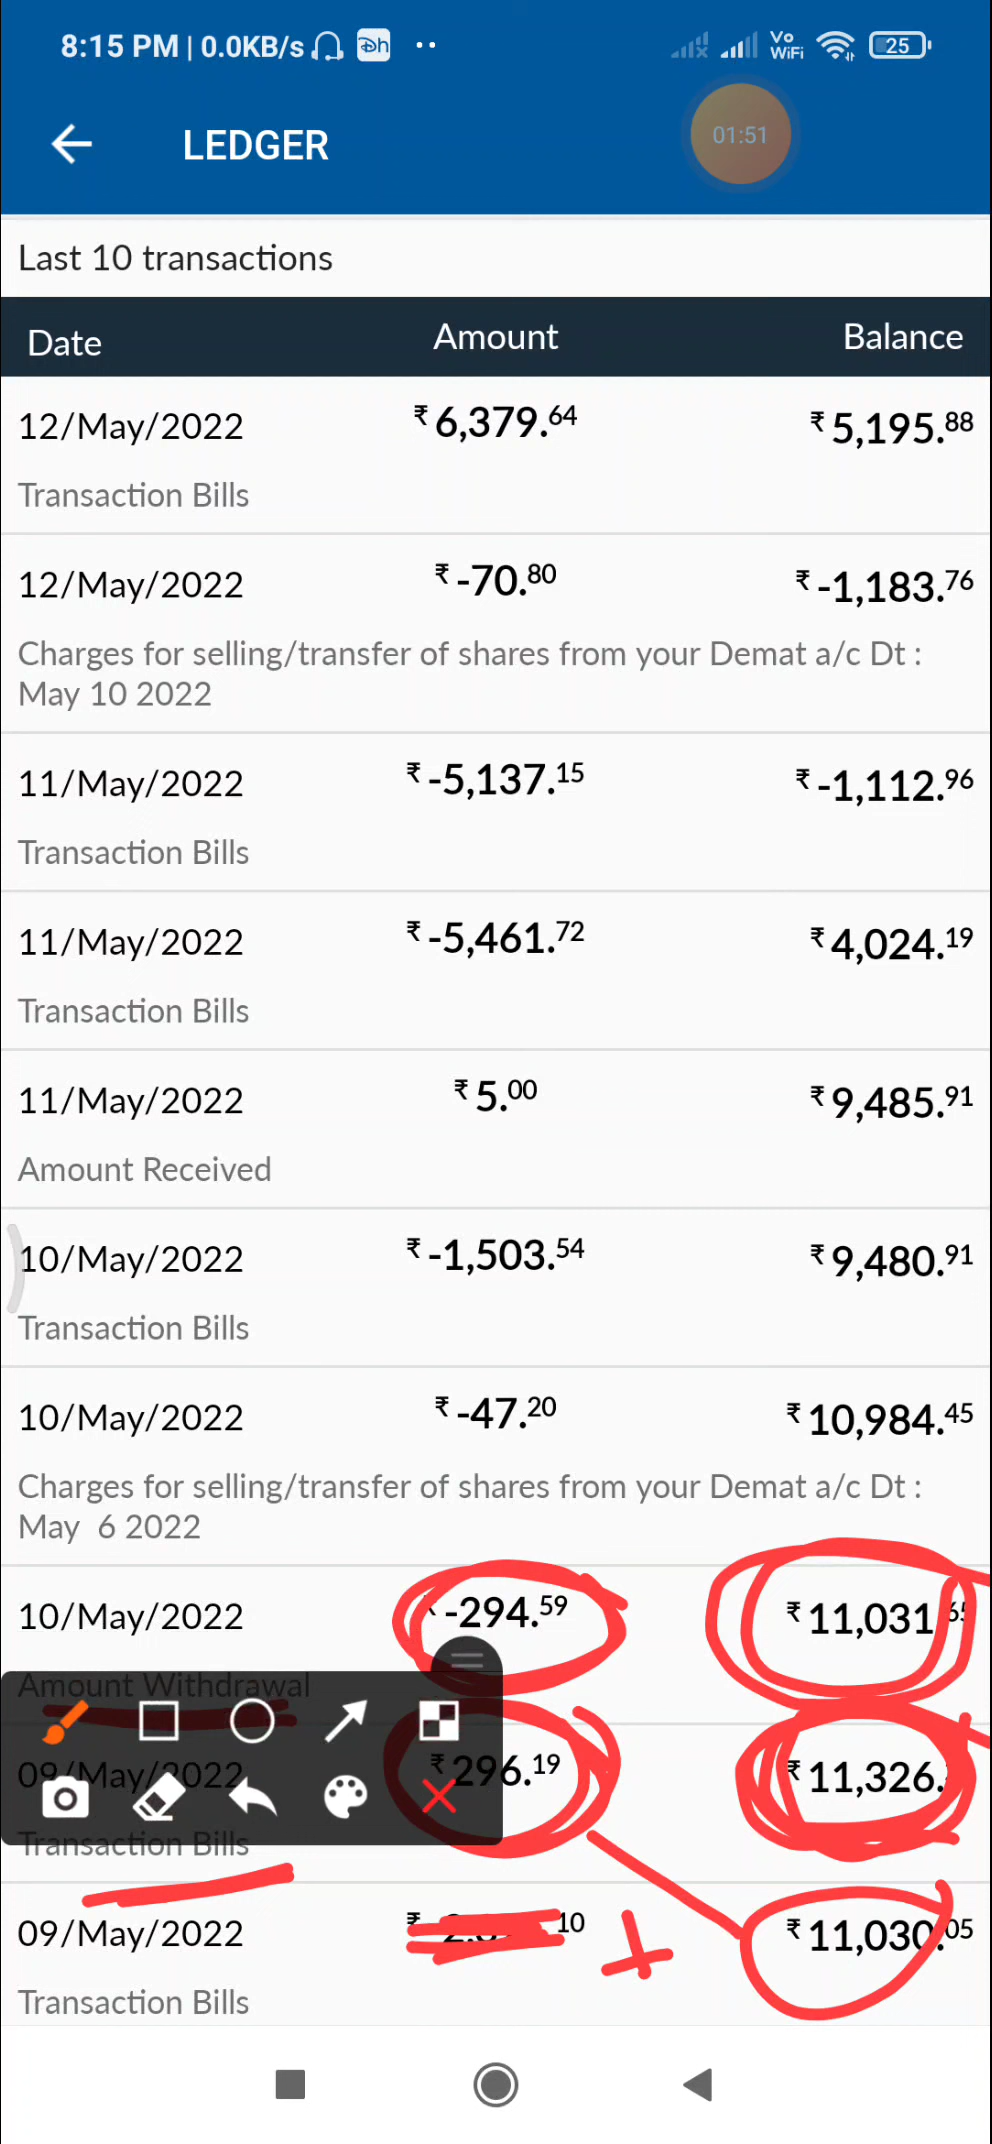 8:15 PM | 0.0KB/s Dh Vo WiFi 25
LEDGER 01:51
Last 10 transactions
Date Amount Balance
12/May/2022 ₹ 6,379.64 ₹ 5,195.88
Transaction Bills
12/May/2022 ₹ -70.80 ₹ -1,183.76
Charges for selling/transfer of shares from your Demat a/c Dt :
May 10 2022
11/May/2022 ₹ -5,137.15 ₹ -1,112.96
Transaction Bills
11/May/2022 ₹ -5,461.72 ₹ 4,024.19
Transaction Bills
11/May/2022 ₹ 5.00 ₹ 9,485.91
Amount Received
10/May/2022 ₹ -1,503.54 ₹ 9,480.91
Transaction Bills
10/May/2022 ₹ -47.20 ₹ 10,984.45
Charges for selling/transfer of shares from your Demat a/c Dt :
May 6 2022
10/May/2022 ₹ -294.59 ₹ 11,031.65
Amount Withdrawal
09/May/2022 ₹ 296.19 ₹ 11,326.
Transaction Bills
09/May/2022 ₹ 10 ₹ 11,030.05
Transaction Bills